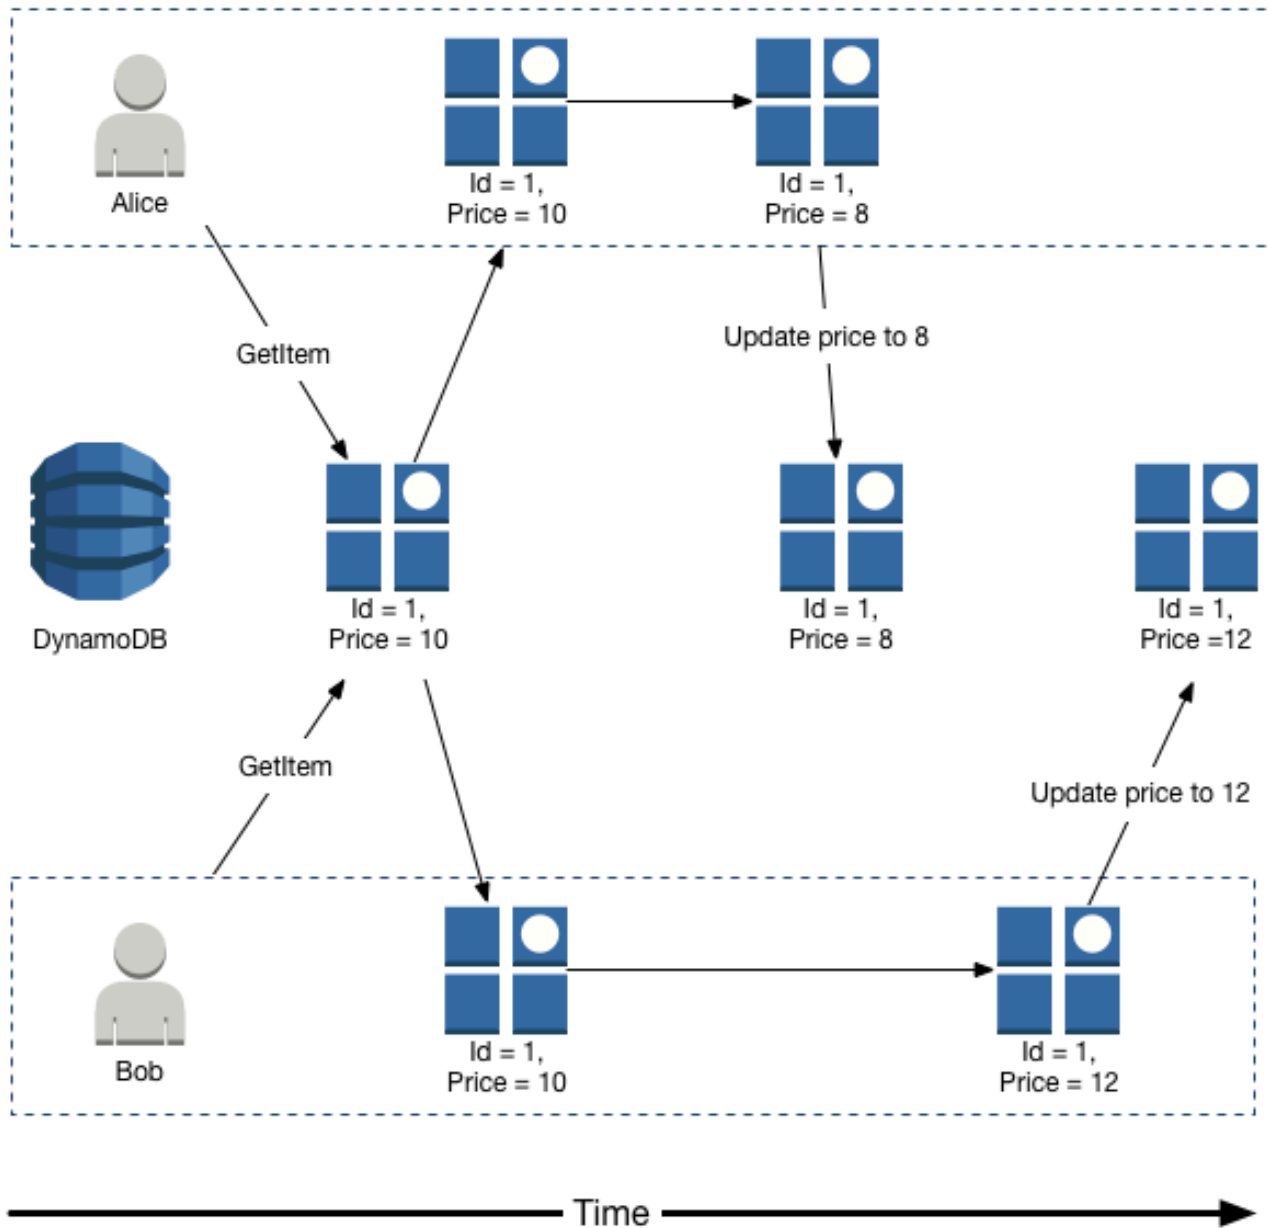 Id = 1,
Price = 10
Id = 1,
Price = 8
Alice
GetItem
Update price to 8
DynamoDB
Id = 1,
Price = 10
Id = 1,
Price = 8
Id = 1,
Price =12
GetItem
Update price to 12
Bob
Id = 1,
Price = 10
Id = 1,
Price = 12
Time